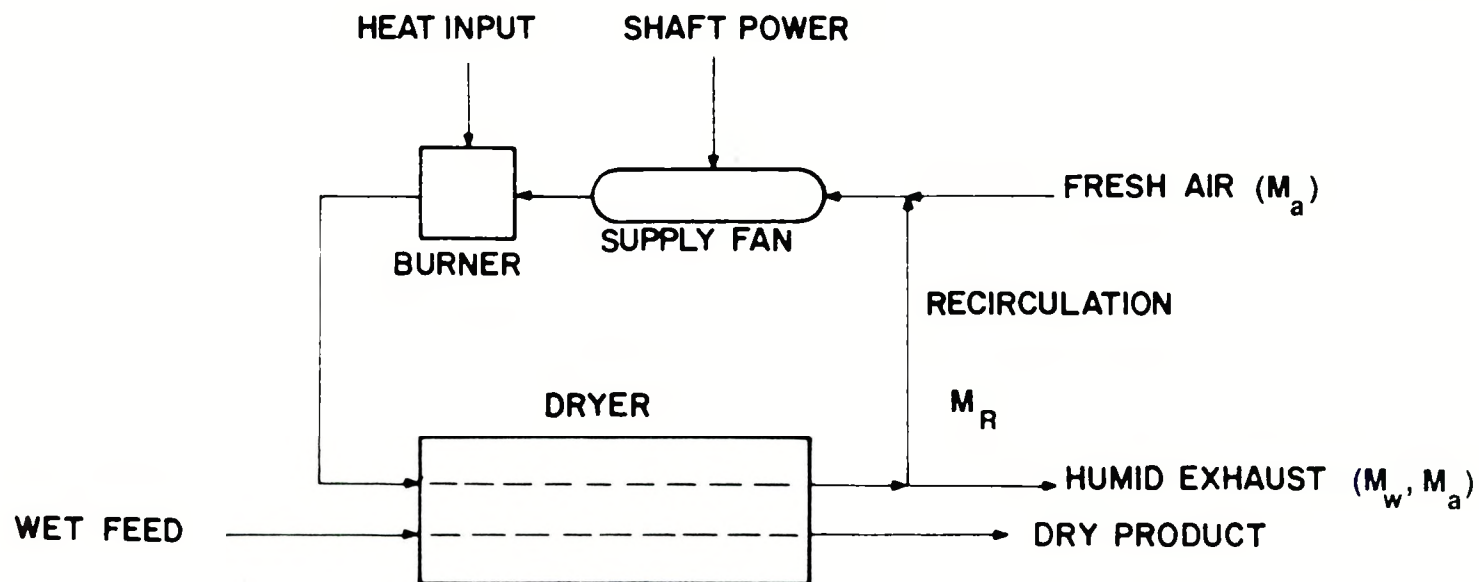 HEAT INPUT
SHAFT POWER
FRESH AIR (Ma)
SUPPLY FAN
BURNER
RECIRCULATION
DRYER
MR
HUMID EXHAUST (Mw, Ma)
WET FEED
DRY PRODUCT